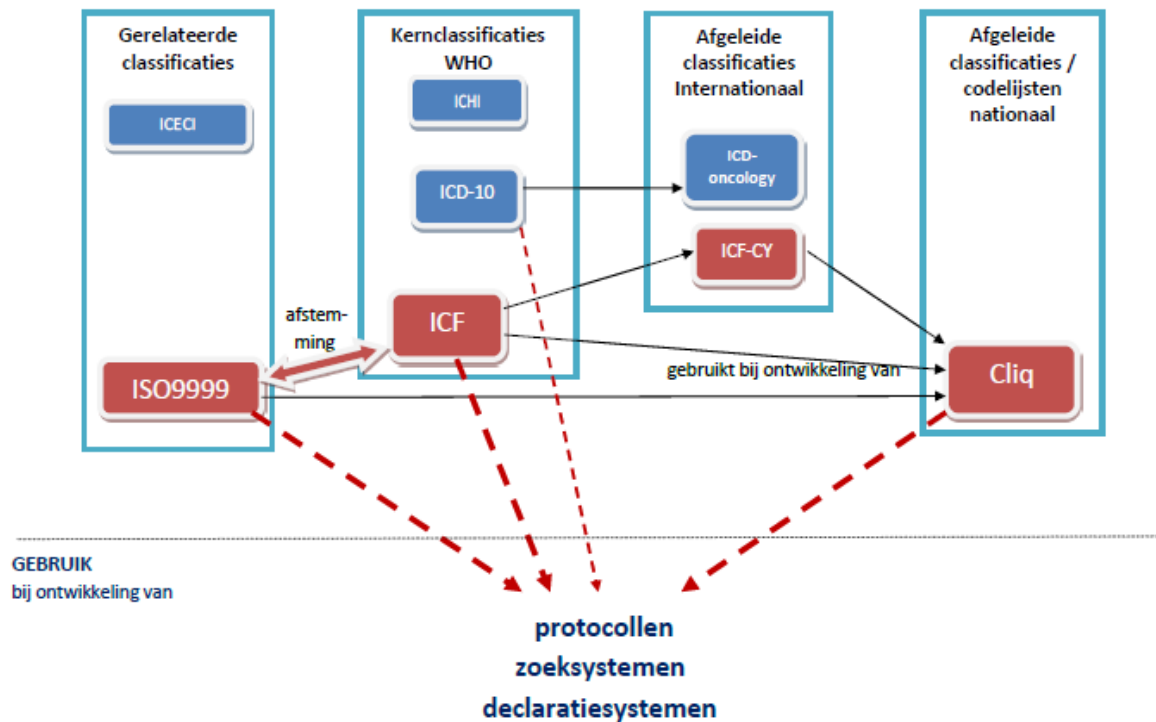 Gerelateerde
classificaties
ICECI
ISO9999
afstem-
ming
Kernclassificaties
WHO
ICHI
ICD-10
ICF
Afgeleide
classificaties
Internationaal
ICD-
oncology
ICF-CY
Afgeleide
classificaties /
codelijsten
nationaal
gebruikt bij ontwikkeling van
Cliq
GEBRUIK
bij ontwikkeling van
protocollen
zoeksystemen
declaratiesystemen